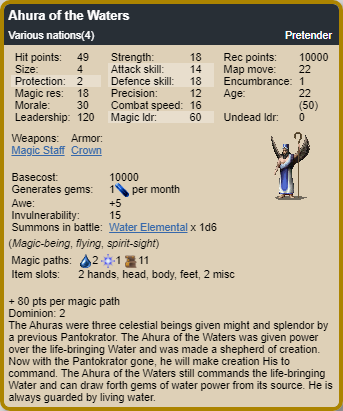 Ahura of the Waters
Various nations(4) Pretender
Hit points: 49 Strength: 18 Rec points: 10000
Size: 4 Attack skill: 14 Map move: 22
Protection: 2 Defence skill: 18 Encumbrance: 1
Magic res: 18 Precision: 12 Age: 22
Morale: 30 Combat speed: 16 (50)
Leadership: 120 Magic ldr: 60 Undead ldr: 0
Weapons: Armor:
Magic Staff Crown
Basecost: 10000
Generates gems: 1 per month
Awe: +5
Invulnerability: 15
Summons in battle: Water Elemental x 1d6
(Magic-being, flying, spirit-sight)
Magic paths: 2 1 11
Item slots: 2 hands, head, body, feet, 2 misc
+ 80 pts per magic path
Dominion: 2
The Ahuras were three celestial beings given might and splendor by
a previous Pantokrator. The Ahura of the Waters was given power
over the life-bringing Water and was made a shepherd of creation.
Now with the Pantokrator gone, he will make creation His to
command. The Ahura of the Waters still commands the life-bringing
Water and can draw forth gems of water power from its source. He is
always guarded by living water.